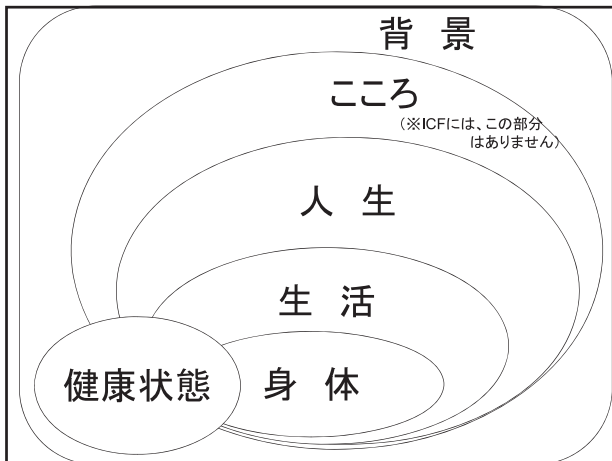 背 景
こころ
(※ICFには、この部分
はありません)
人 生
生 活
健康状態
身 体